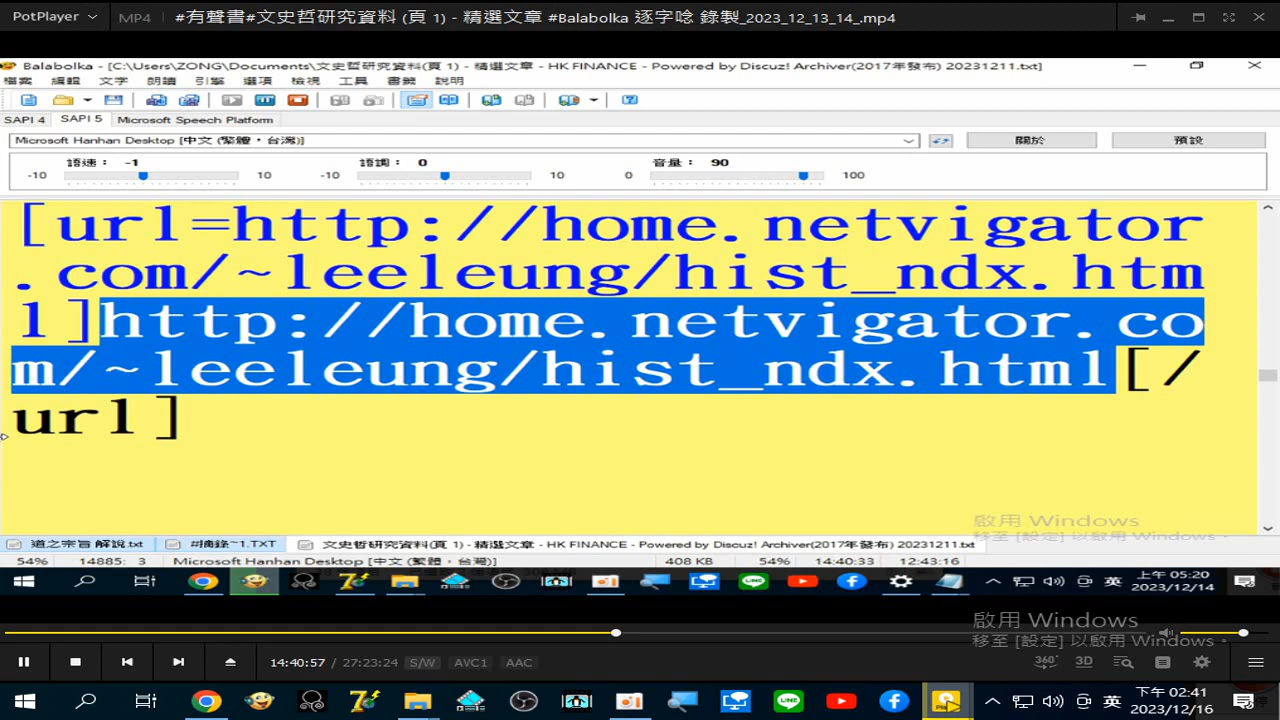 PotPlayer MP4 #有聲書#文史哲研究資料 (頁 1) - 精選文章 #Balabolka 逐字唸 錄製_2023_12_13_14_.mp4
Balabolka - [C:\Users\ZONG\Documents\文史哲研究資料(頁 1) - 精選文章 - HK FINANCE - Powered by Discuz! Archiver(2017年發布) 20231211.txt]
檔案 編輯 文字 朗讀 引擎 選項 檢視 工具 書籤 說明
SAPI 4 SAPI 5 Microsoft Speech Platform
Microsoft Hanhan Desktop [中文 (繁體，台灣)] 關於 預設
語速： -1 語調： 0 音量： 90
-10 10 -10 10 0 100
[url=http://home.netvigator
.com/~leeleung/hist_ndx.htm
l]http://home.netvigator.co
m/~leeleung/hist_ndx.html[/
url]
啟用 Windows
移至 [設定] 以啟用 Windows。
道之宗旨 解說.txt #摘錄~1.TXT 文史哲研究資料(頁 1) - 精選文章 - HK FINANCE - Powered by Discuz! Archiver(2017年發布) 20231211.txt
54% 14885: 3 Microsoft Hanhan Desktop [中文 (繁體，台灣)] 408 KB 54% 14:40:33 12:43:16
英 上午 05:20
2023/12/14
啟用 Windows
移至 [設定] 以啟用 Windows。
14:40:57 / 27:23:24 S/W AVC1 AAC 360° 3D
英 下午 02:41
2023/12/16